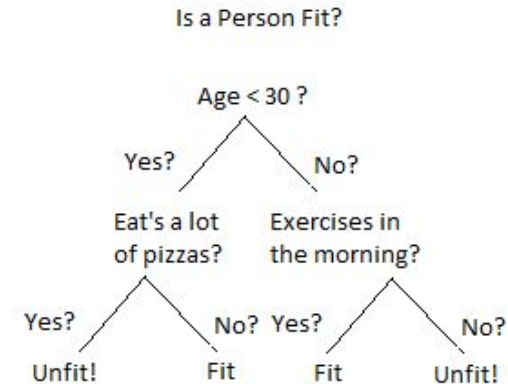 Is a Person Fit?
Age < 30 ?
Yes?
No?
Eat's a lot
of pizzas?
Exercises in
the morning?
Yes?
No?
Yes?
No?
Unfit!
Fit
Fit
Unfit!